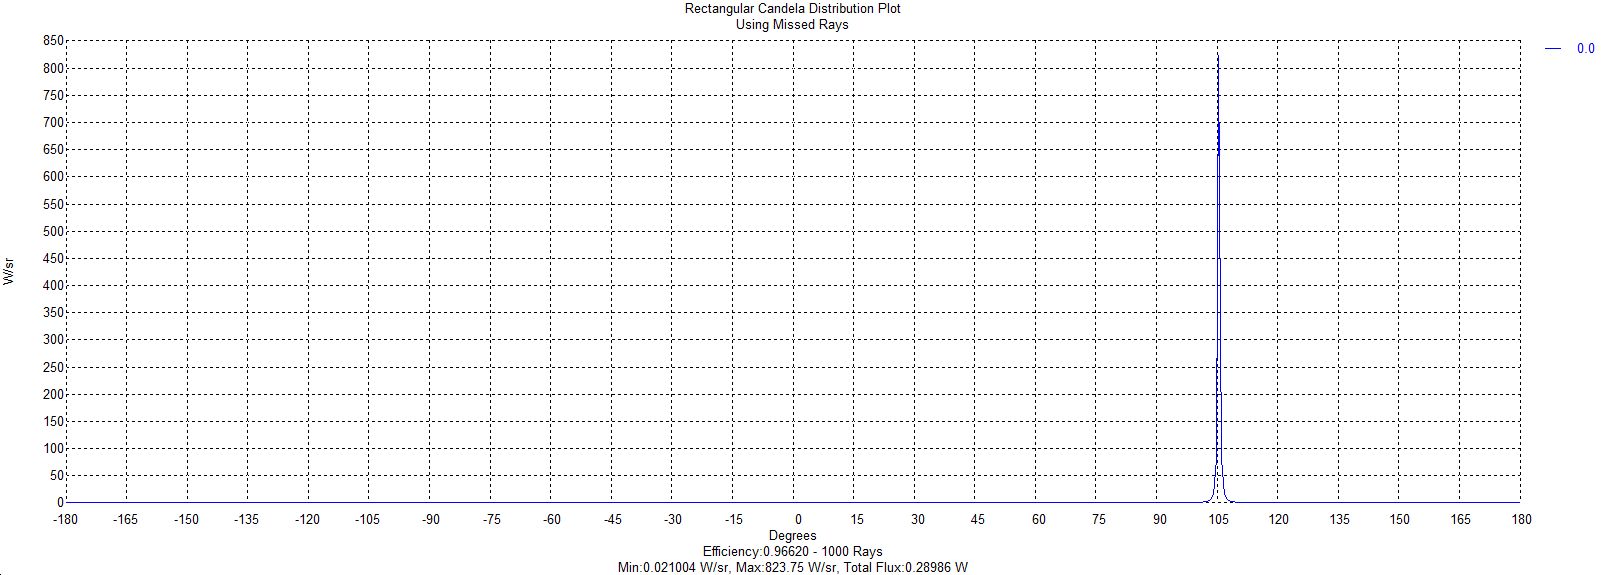 Rectangular Candela Distribution Plot
Using Missed Rays
850
800
750
700
650
600
550
500
450
400
350
300
250
200
150
100
50
0
W/sr
0.0
-180 -165 -150 -135 -120 -105 -90 -75 -60 -45 -30 -15 0 15 30 45 60 75 90 105 120 135 150 165 180
Degrees
Efficiency:0.96620 - 1000 Rays
Min:0.021004 W/sr, Max:823.75 W/sr, Total Flux:0.28986 W